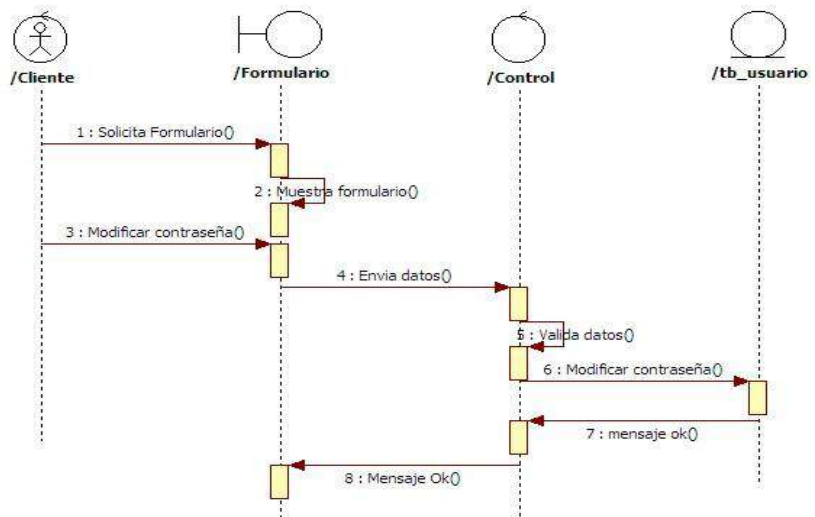 /Cliente
/Formulario
/Control
/tb_usuario
1 : Solicita Formulario()
2 : Muestra formulario()
3 : Modificar contraseña()
4 : Envia datos()
5 : Valida datos()
6 : Modificar contraseña()
7 : mensaje ok()
8 : Mensaje Ok()